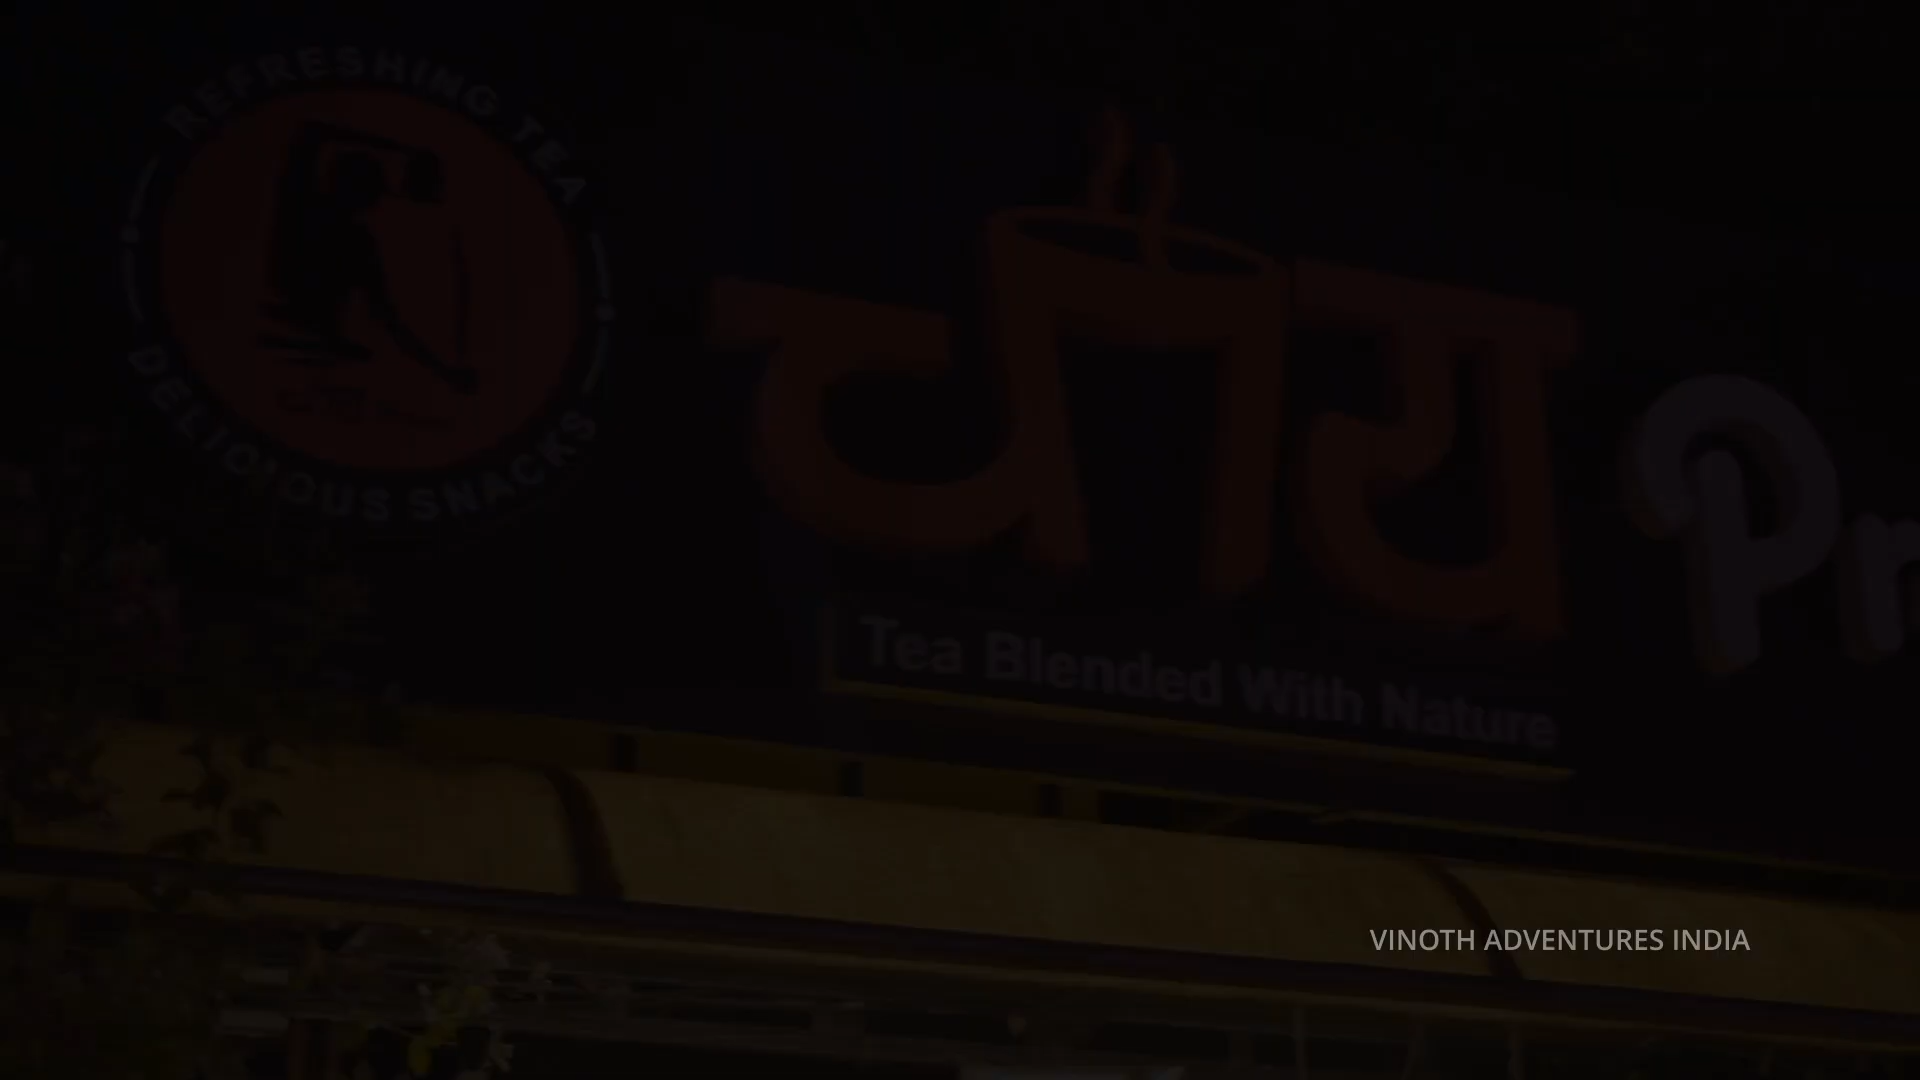 REFRESHING TEA
DELICIOUS SNACKS
चाय
Tea Blended With Nature
VINOTH ADVENTURES INDIA